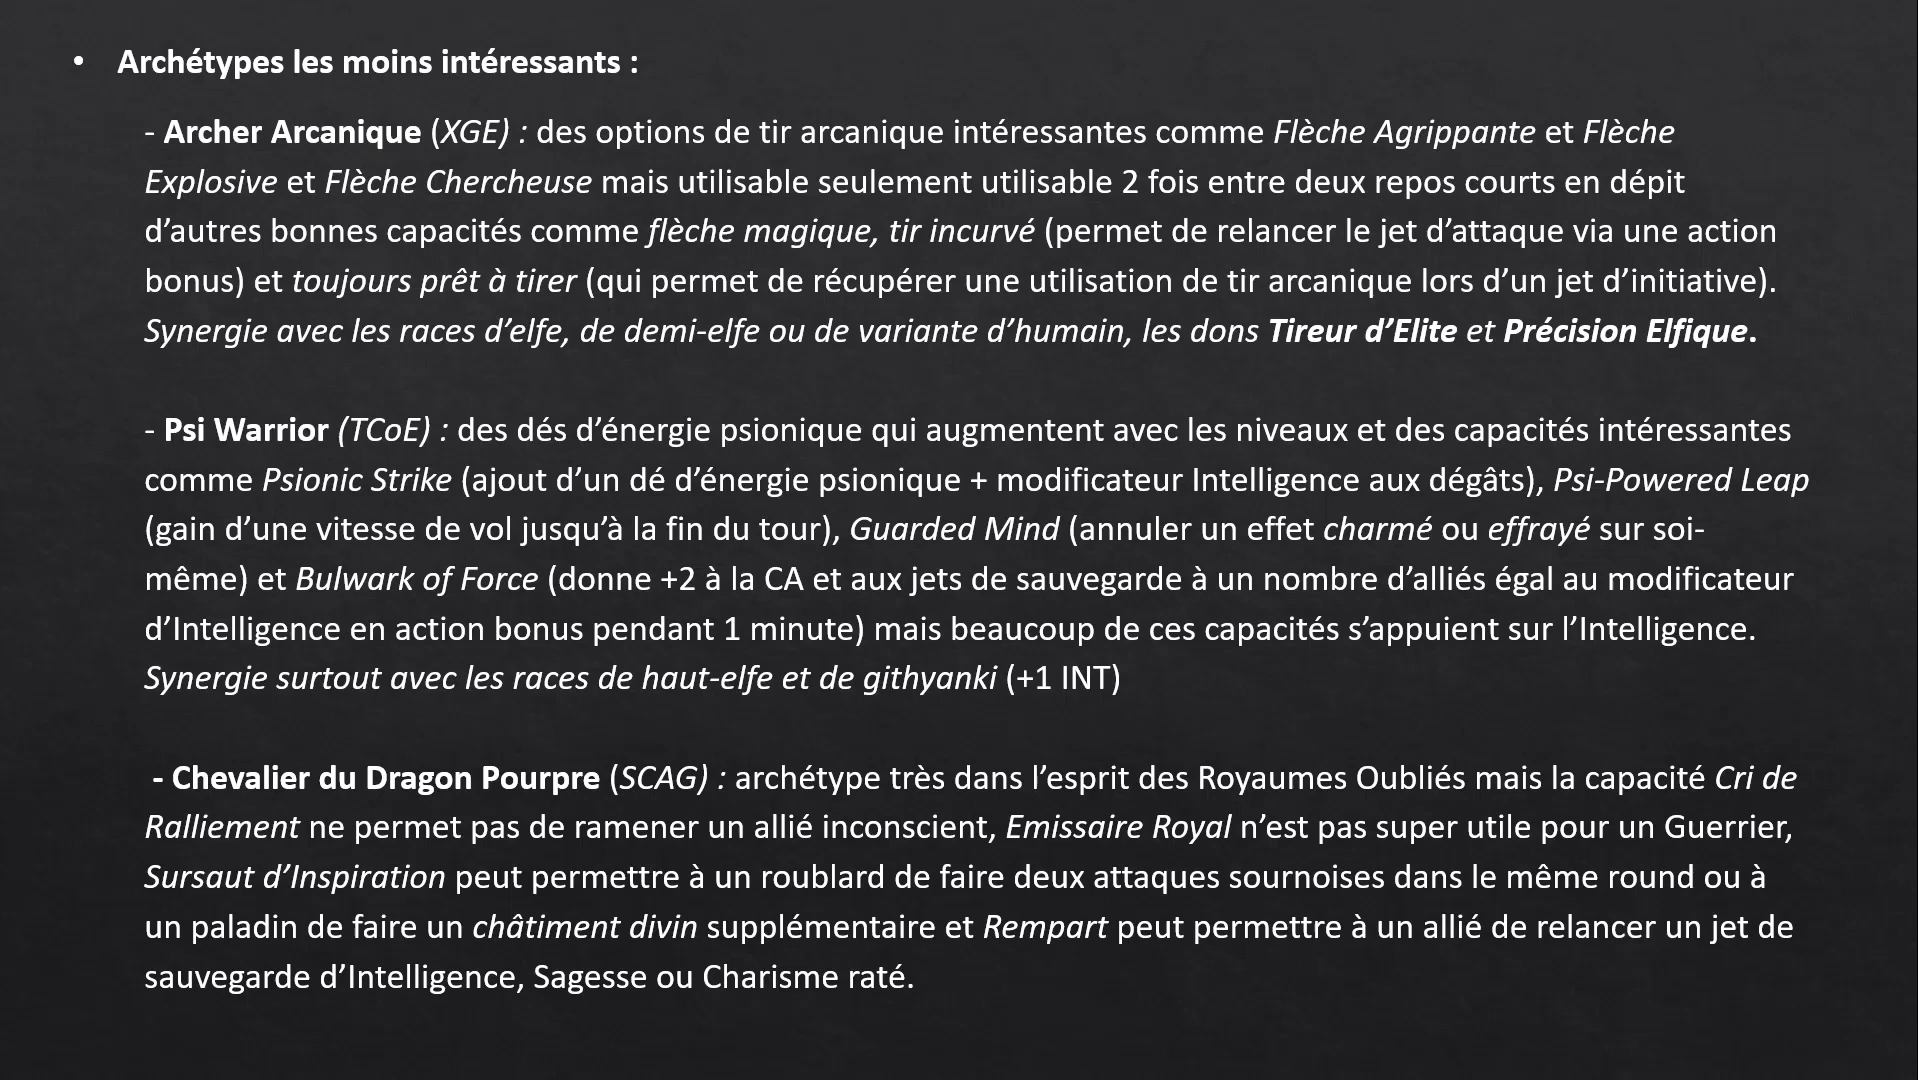 • Archétypes les moins intéressants :
- Archer Arcanique (XGE) : des options de tir arcanique intéressantes comme Flèche Agrippante et Flèche
Explosive et Flèche Chercheuse mais utilisable seulement utilisable 2 fois entre deux repos courts en dépit
d’autres bonnes capacités comme flèche magique, tir incurvé (permet de relancer le jet d’attaque via une action
bonus) et toujours prêt à tirer (qui permet de récupérer une utilisation de tir arcanique lors d’un jet d’initiative).
Synergie avec les races d’elfe, de demi-elfe ou de variante d’humain, les dons Tireur d’Elite et Précision Elfique.
- Psi Warrior (TCoE) : des dés d’énergie psionique qui augmentent avec les niveaux et des capacités intéressantes
comme Psionic Strike (ajout d’un dé d’énergie psionique + modificateur Intelligence aux dégâts), Psi-Powered Leap
(gain d’une vitesse de vol jusqu’à la fin du tour), Guarded Mind (annuler un effet charmé ou effrayé sur soi-
même) et Bulwark of Force (donne +2 à la CA et aux jets de sauvegarde à un nombre d’alliés égal au modificateur
d’Intelligence en action bonus pendant 1 minute) mais beaucoup de ces capacités s’appuient sur l’Intelligence.
Synergie surtout avec les races de haut-elfe et de githyanki (+1 INT)
- Chevalier du Dragon Pourpre (SCAG) : archétype très dans l’esprit des Royaumes Oubliés mais la capacité Cri de
Ralliement ne permet pas de ramener un allié inconscient, Emissaire Royal n’est pas super utile pour un Guerrier,
Sursaut d’Inspiration peut permettre à un roublard de faire deux attaques sournoises dans le même round ou à
un paladin de faire un châtiment divin supplémentaire et Rempart peut permettre à un allié de relancer un jet de
sauvegarde d’Intelligence, Sagesse ou Charisme raté.